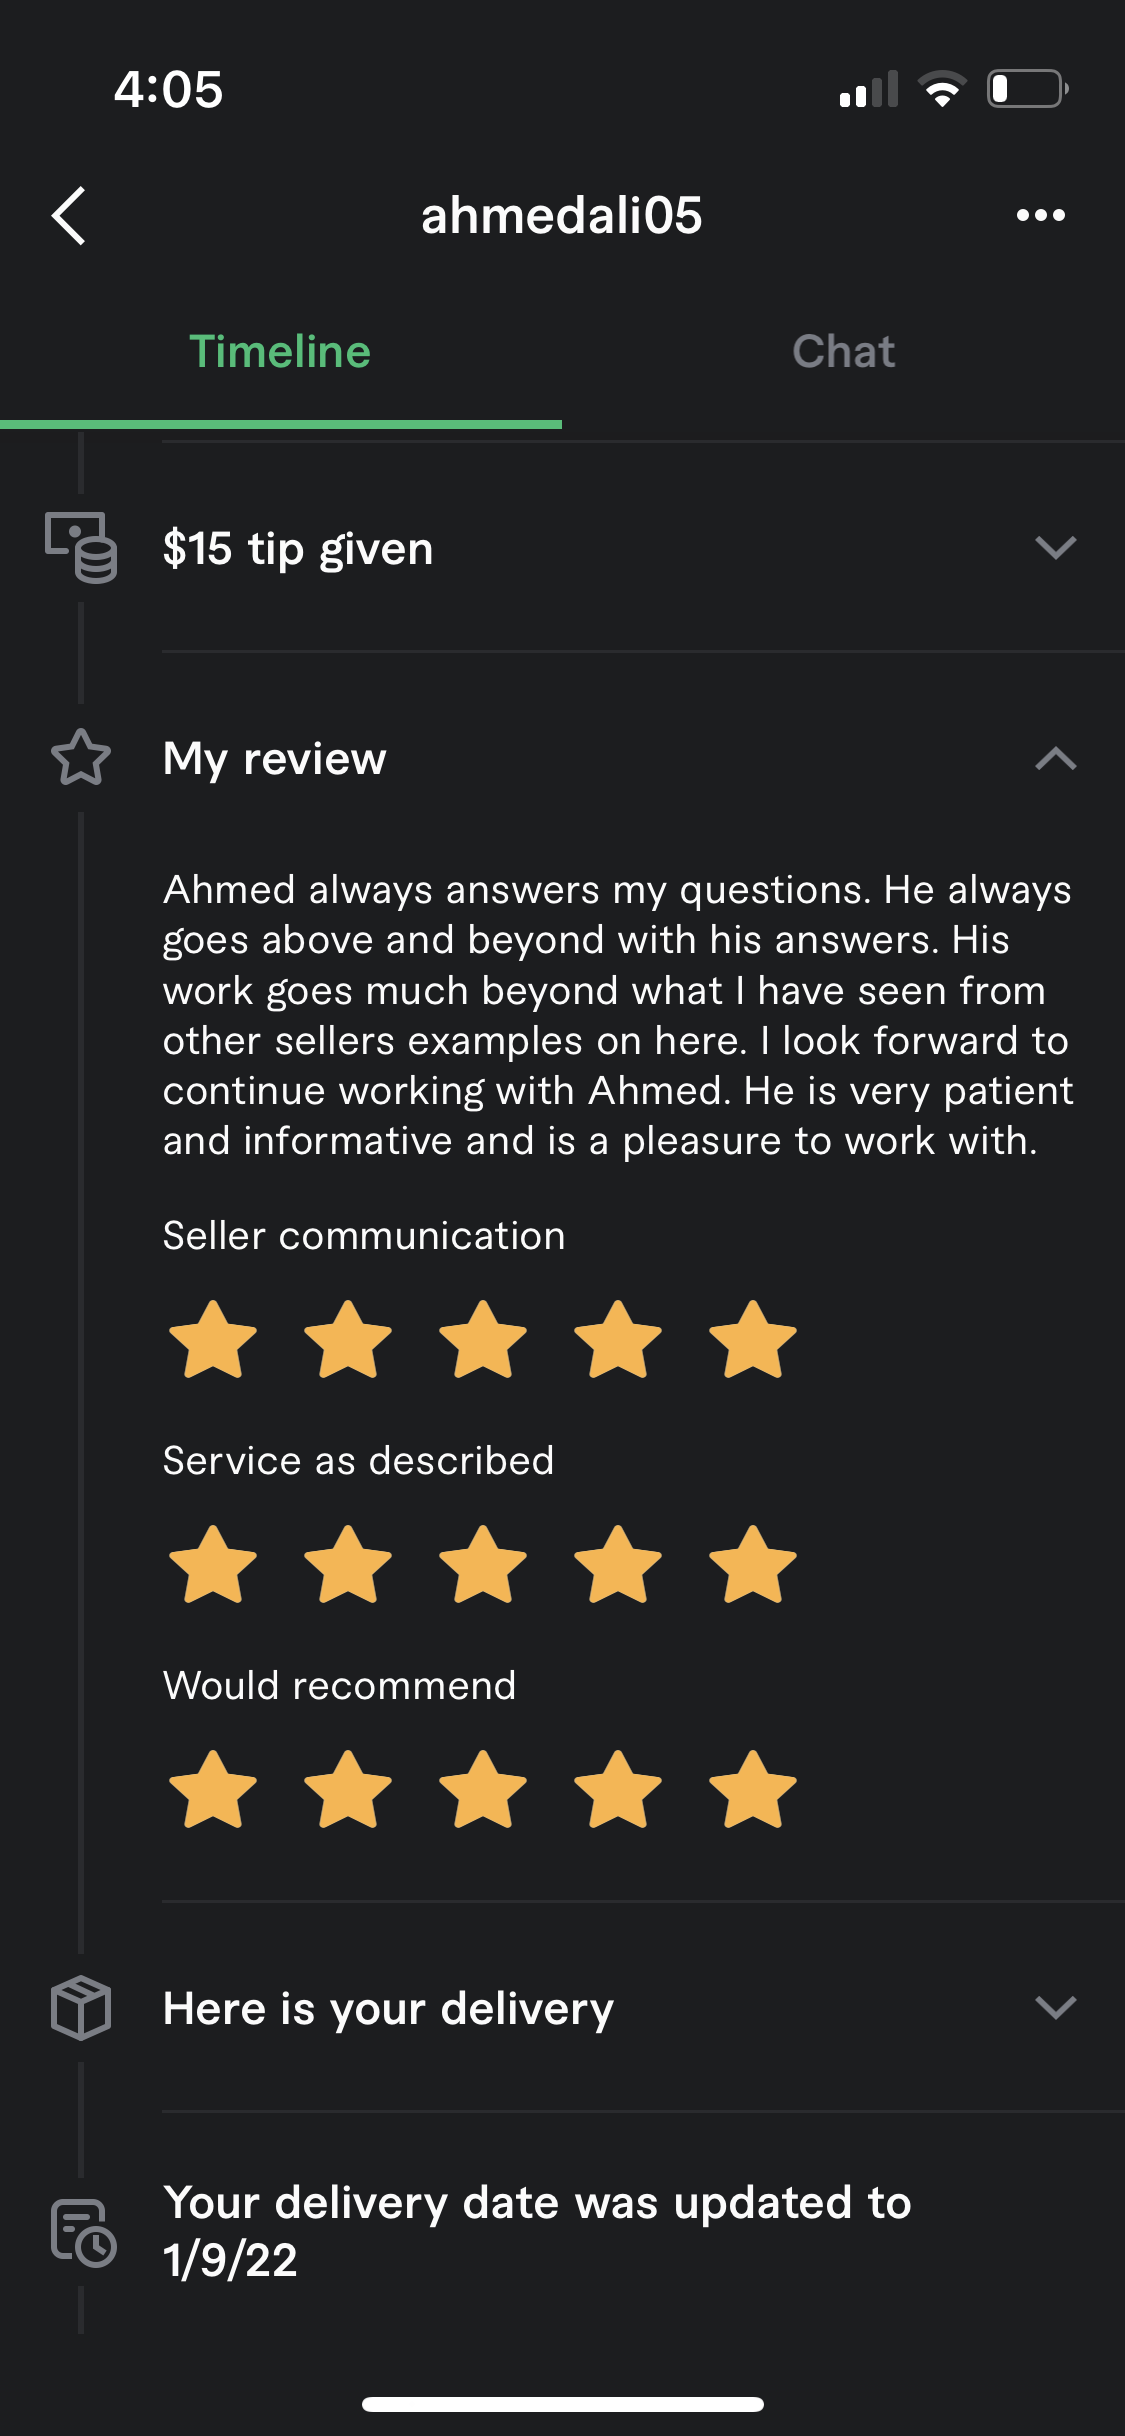 4:05
ahmedali05
Timeline
Chat
$15 tip given
My review
Ahmed always answers my questions. He always
goes above and beyond with his answers. His
work goes much beyond what I have seen from
other sellers examples on here. I look forward to
continue working with Ahmed. He is very patient
and informative and is a pleasure to work with.
Seller communication
Service as described
Would recommend
Here is your delivery
Your delivery date was updated to
1/9/22